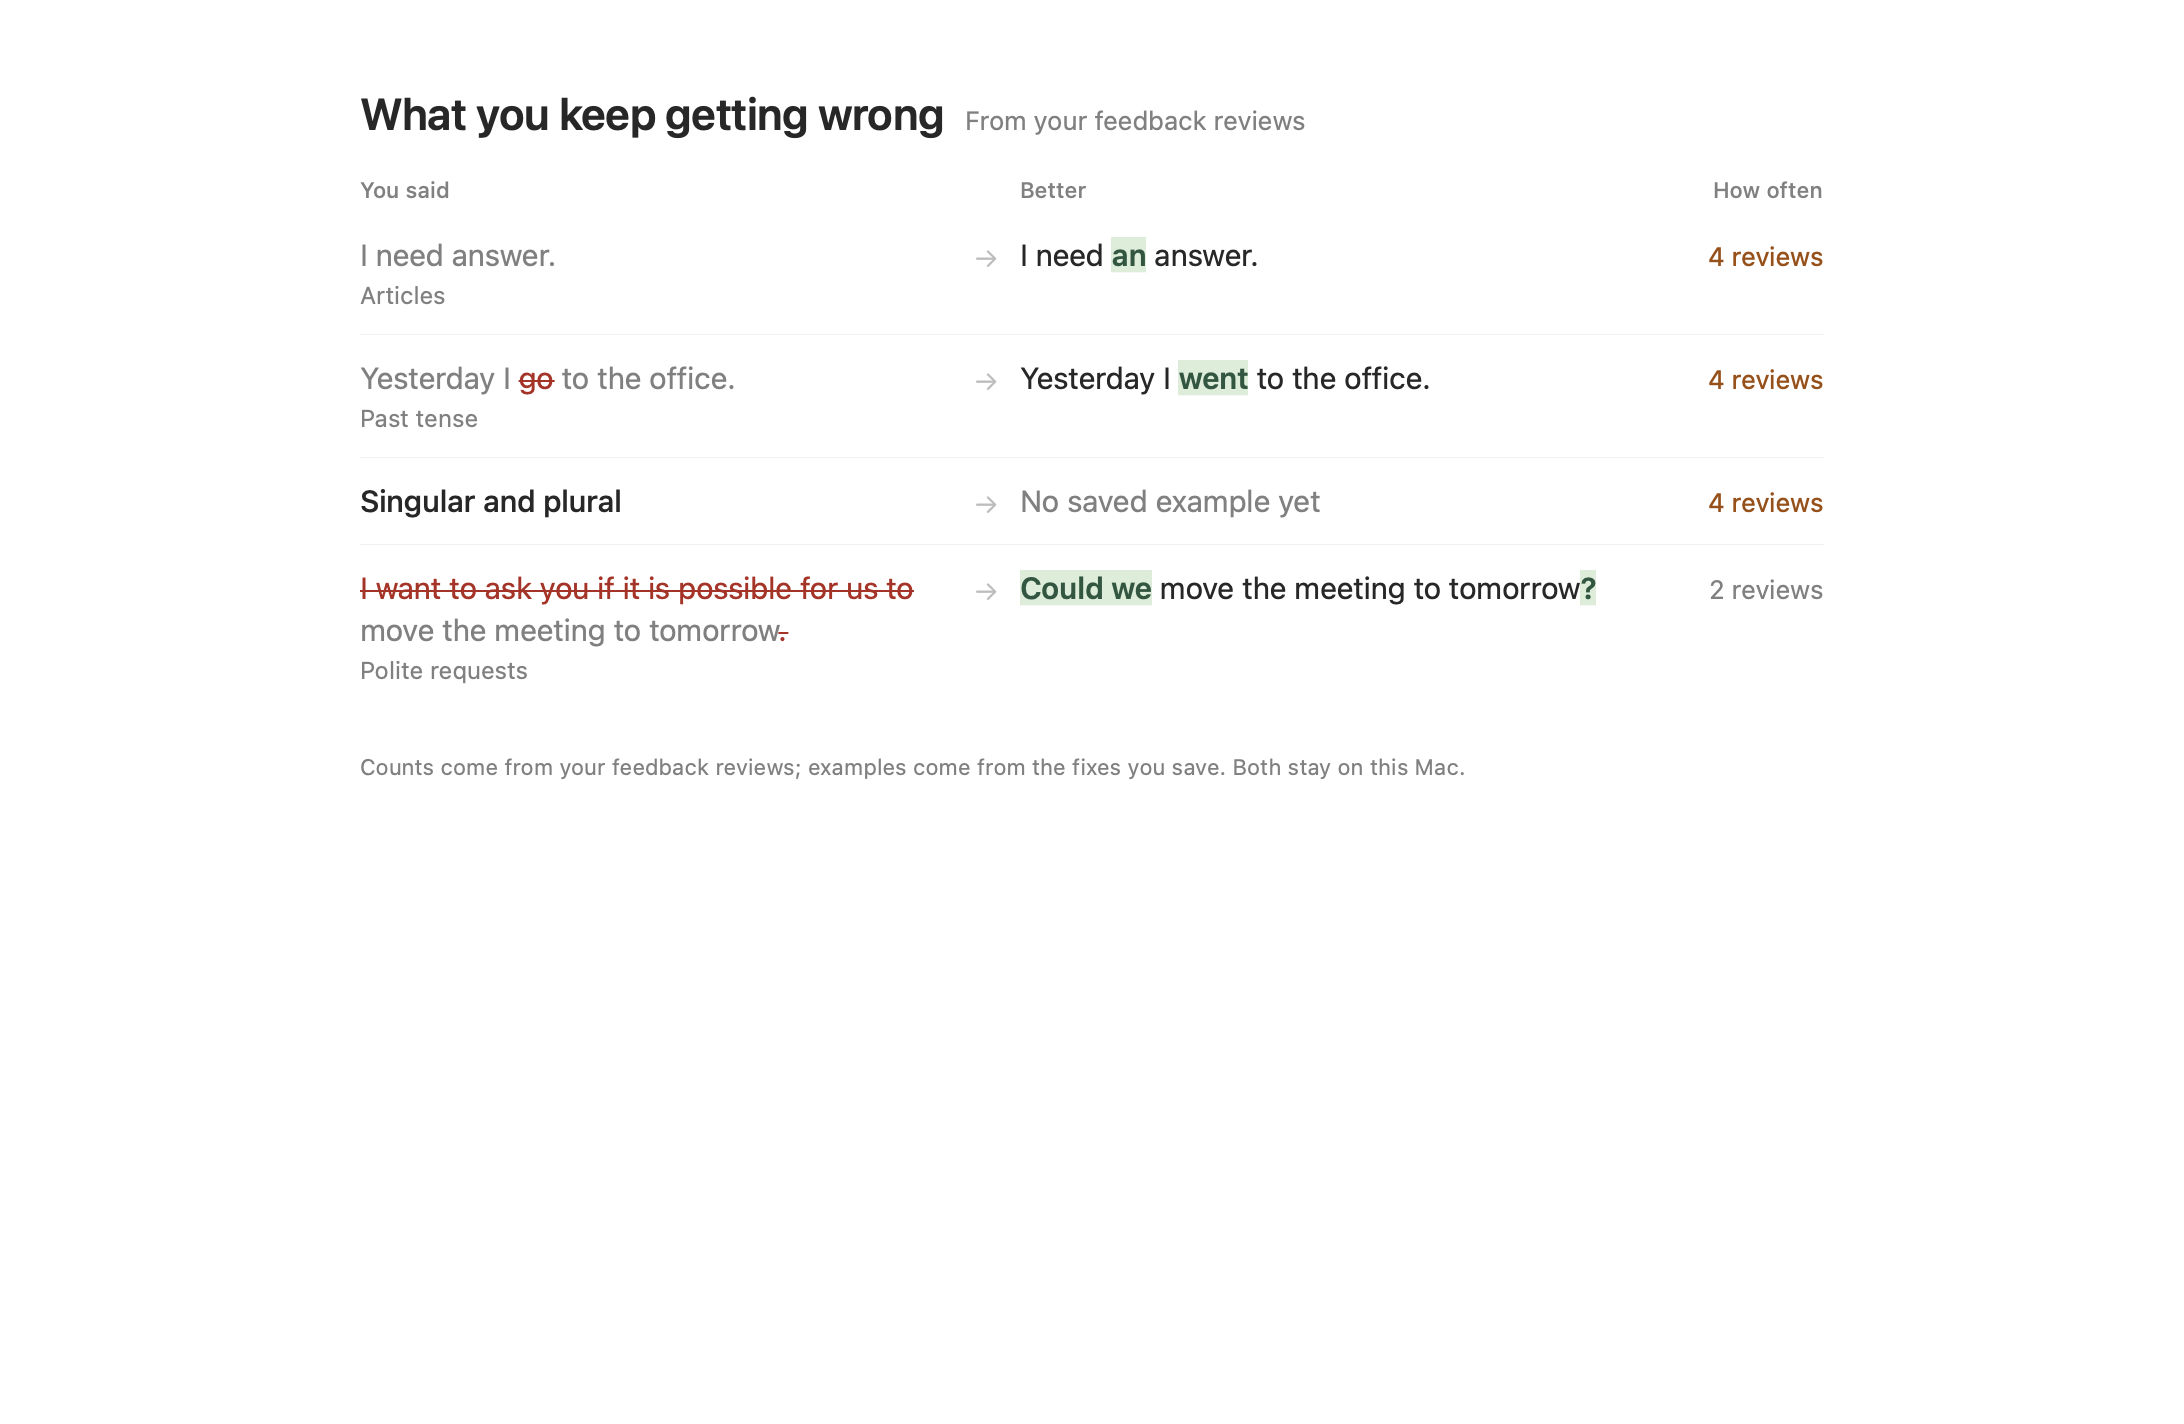 What you keep getting wrong From your feedback reviews
You said Better How often
I need answer. → I need an answer. 4 reviews
Articles
Yesterday I go to the office. → Yesterday I went to the office. 4 reviews
Past tense
Singular and plural → No saved example yet 4 reviews
I want to ask you if it is possible for us to → Could we move the meeting to tomorrow? 2 reviews
move the meeting to tomorrow.
Polite requests
Counts come from your feedback reviews; examples come from the fixes you save. Both stay on this Mac.